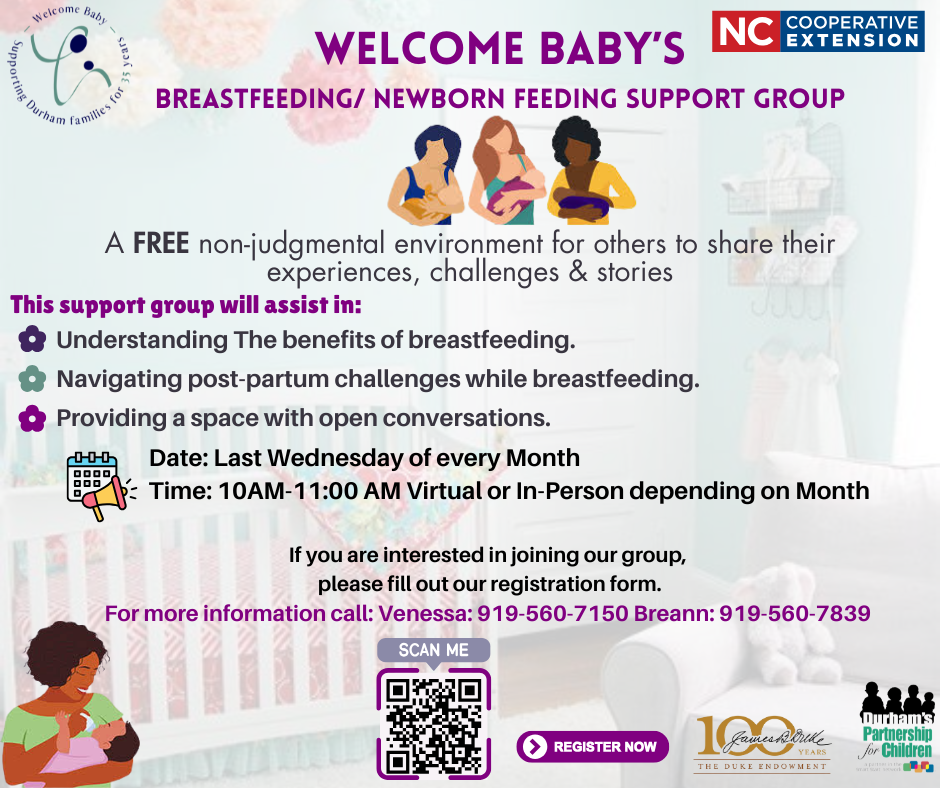 Welcome Baby
Supporting Durham families for 35 years
NC COOPERATIVE
EXTENSION
WELCOME BABY'S
BREASTFEEDING/ NEWBORN FEEDING SUPPORT GROUP
A FREE non-judgmental environment for others to share their
experiences, challenges & stories
This support group will assist in:
Understanding The benefits of breastfeeding.
Navigating post-partum challenges while breastfeeding.
Providing a space with open conversations.
Date: Last Wednesday of every Month
Time: 10AM-11:00 AM Virtual or In-Person depending on Month
If you are interested in joining our group,
please fill out our registration form.
For more information call: Venessa: 919-560-7150 Breann: 919-560-7839
SCAN ME
REGISTER NOW
100
James B. Duke
YEARS
THE DUKE ENDOWMENT
Durham's
Partnership
for Children